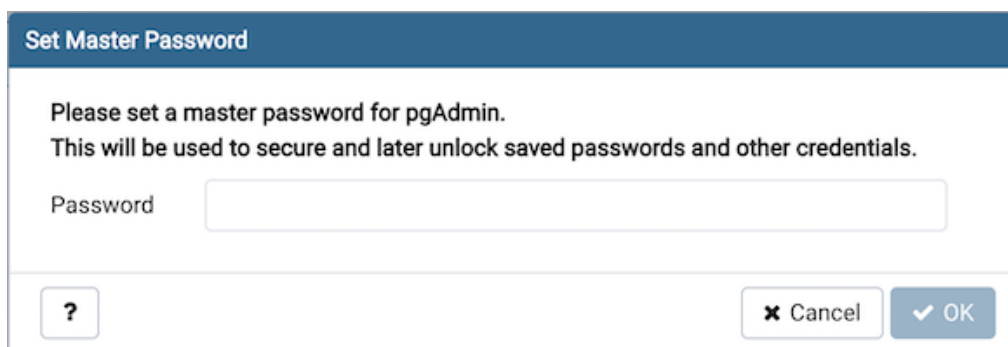 Set Master Password
Please set a master password for pgAdmin.
This will be used to secure and later unlock saved passwords and other credentials.
Password
?
✖ Cancel
✔ OK